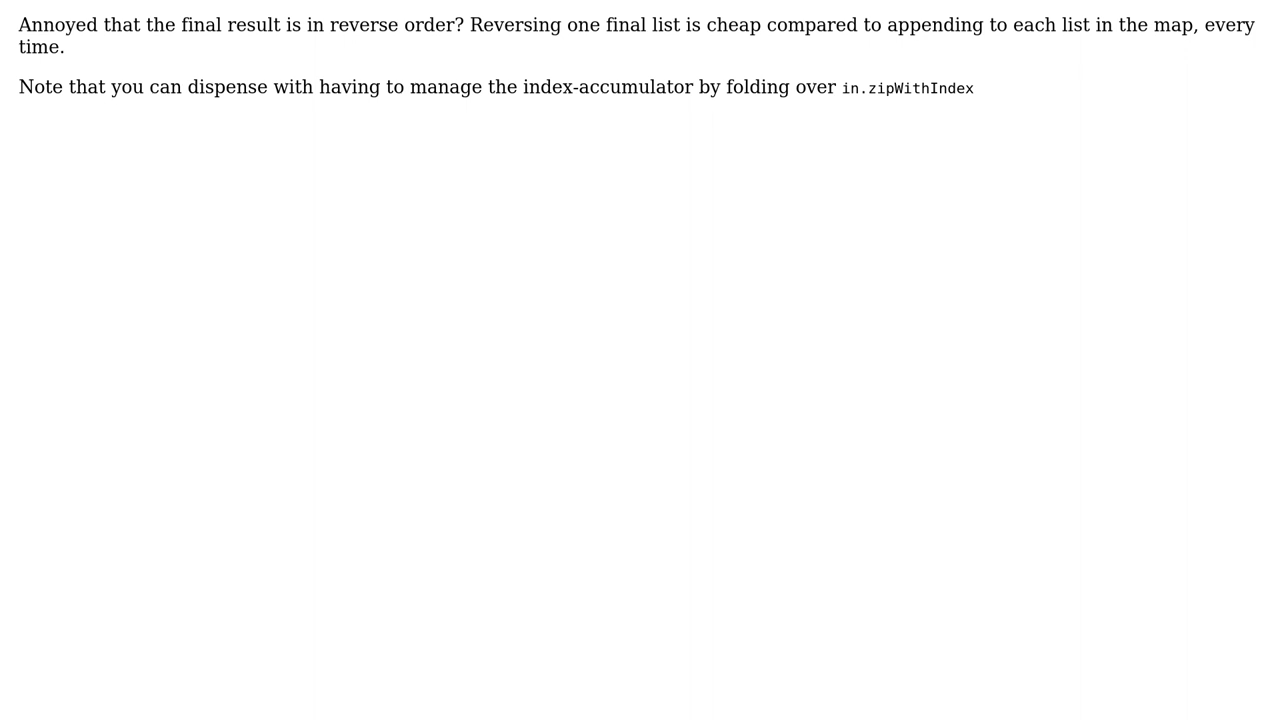 Annoyed that the final result is in reverse order? Reversing one final list is cheap compared to appending to each list in the map, every
time.
Note that you can dispense with having to manage the index-accumulator by folding over in.zipWithIndex